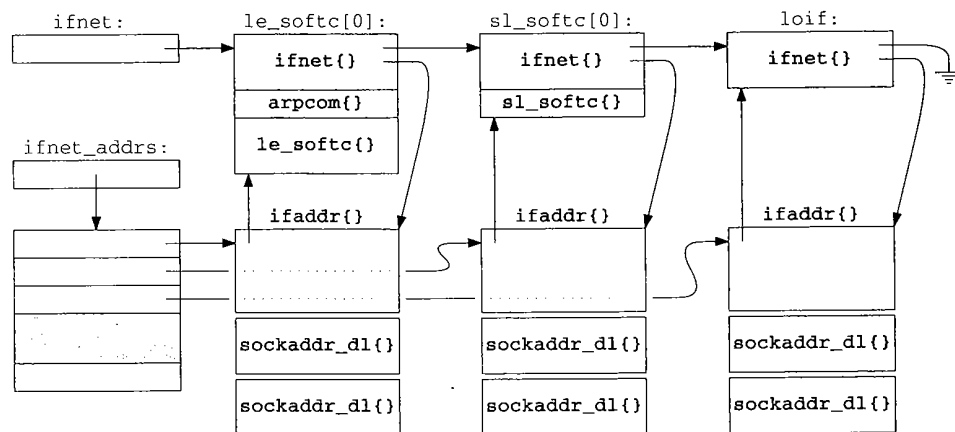 ifnet:
le_softc[0]:
sl_softc[0]:
loif:
ifnet{}
ifnet{}
ifnet{}
arpcom{}
sl_softc{}
le_softc{}
ifnet_addrs:
ifaddr{}
ifaddr{}
ifaddr{}
sockaddr_dl{}
sockaddr_dl{}
sockaddr_dl{}
sockaddr_dl{}
sockaddr_dl{}
sockaddr_dl{}